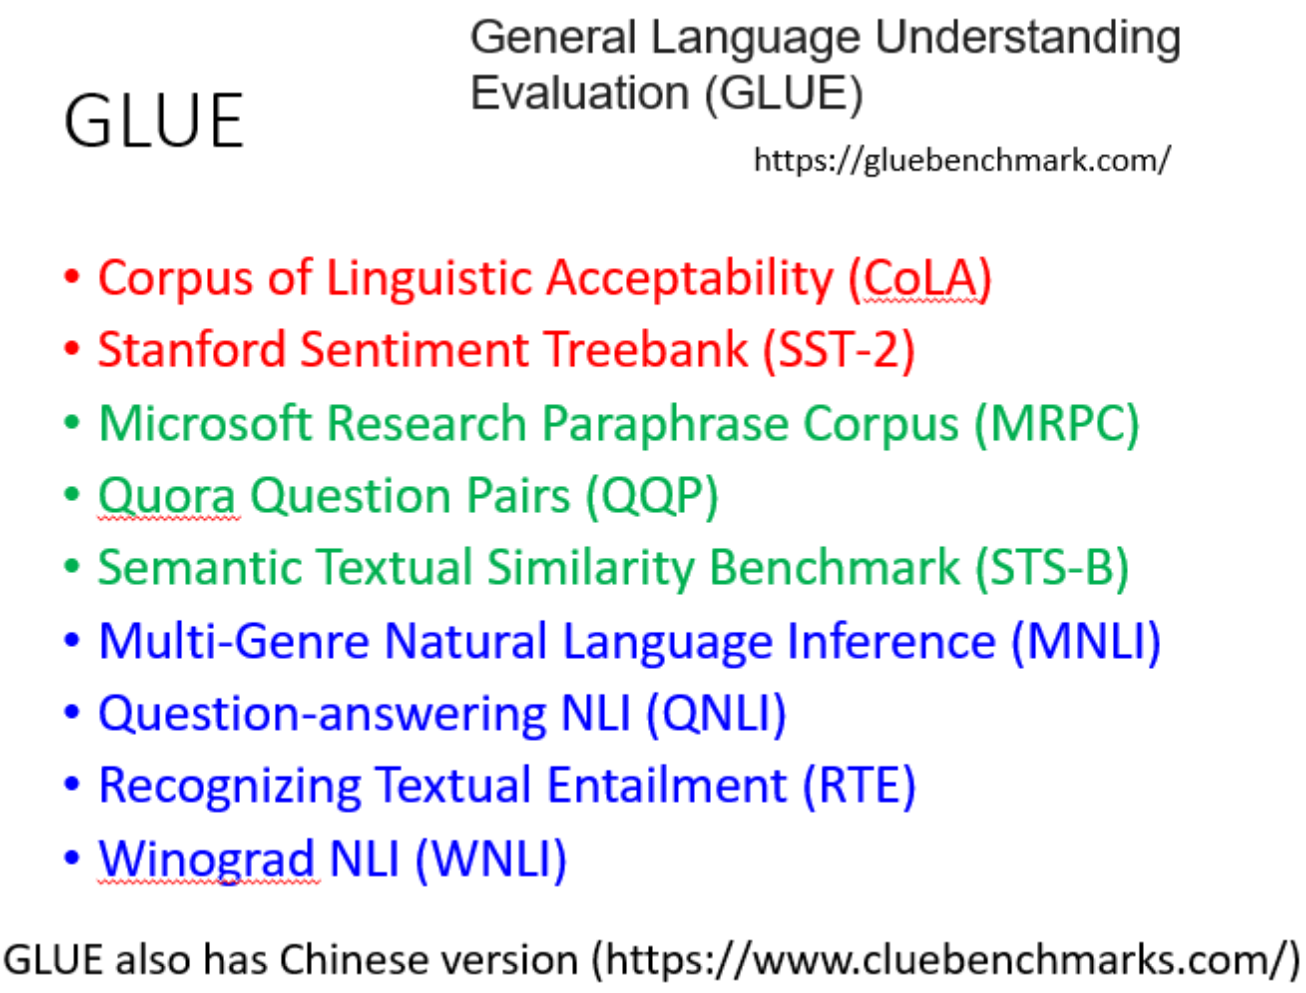 General Language Understanding
Evaluation (GLUE)
GLUE
https://gluebenchmark.com/
• Corpus of Linguistic Acceptability (CoLA)
• Stanford Sentiment Treebank (SST-2)
• Microsoft Research Paraphrase Corpus (MRPC)
• Quora Question Pairs (QQP)
• Semantic Textual Similarity Benchmark (STS-B)
• Multi-Genre Natural Language Inference (MNLI)
• Question-answering NLI (QNLI)
• Recognizing Textual Entailment (RTE)
• Winograd NLI (WNLI)
GLUE also has Chinese version (https://www.cluebenchmarks.com/)